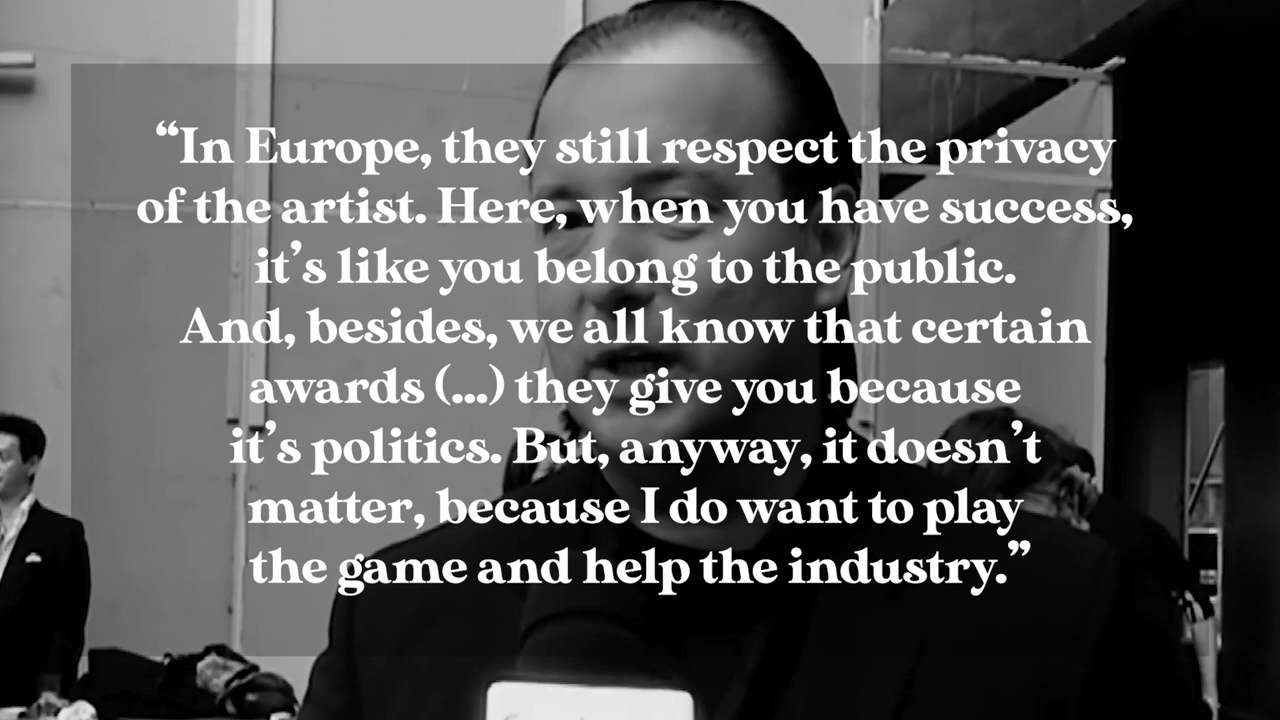 “In Europe, they still respect the privacy
of the artist. Here, when you have success,
it’s like you belong to the public.
And, besides, we all know that certain
awards (...) they give you because
it’s politics. But, anyway, it doesn’t
matter, because I do want to play
the game and help the industry.”